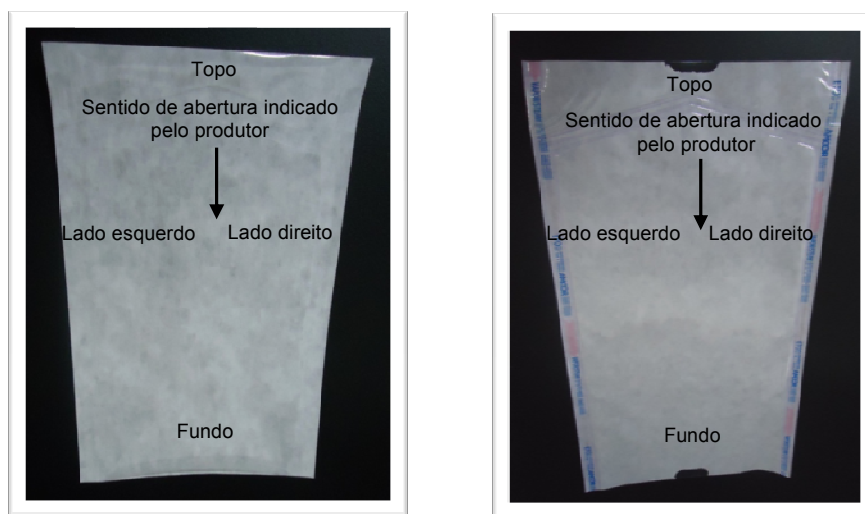 Topo
Sentido de abertura indicado
pelo produtor
Lado esquerdo
Lado direito
Fundo
Topo
Sentido de abertura indicado
pelo produtor
Lado esquerdo
Lado direito
Fundo